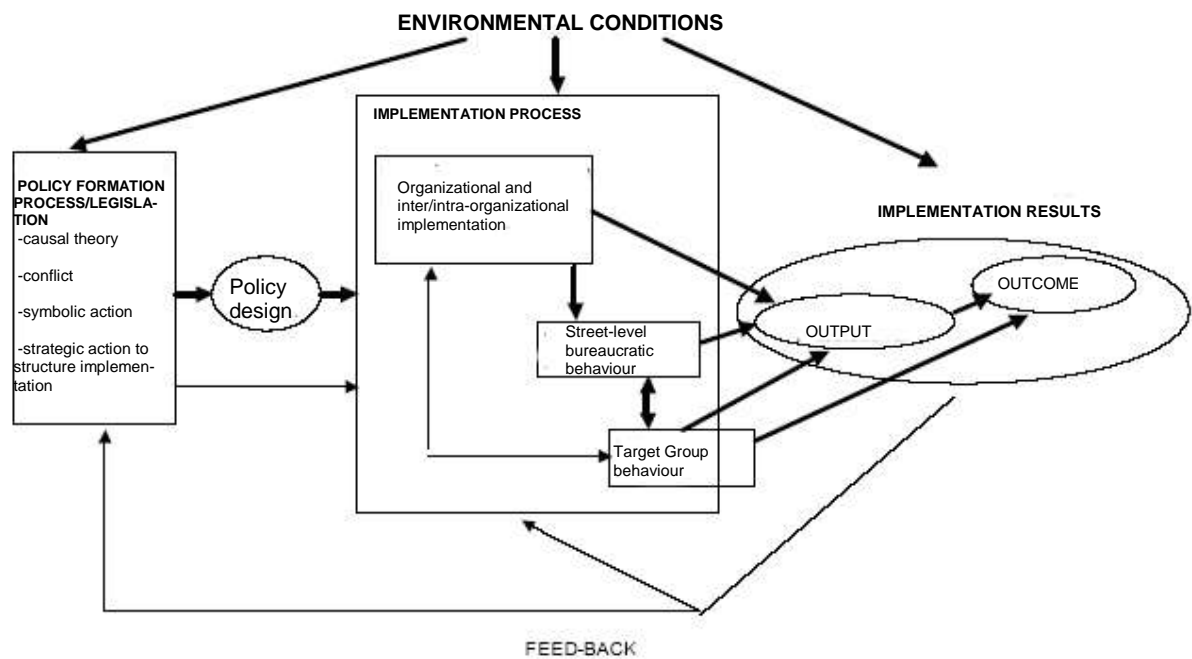 ENVIRONMENTAL CONDITIONS
IMPLEMENTATION PROCESS
POLICY FORMATION
PROCESS/LEGISLA-
TION
-causal theory
-conflict
-symbolic action
-strategic action to
structure implemen-
tation
Policy
design
Organizational and
inter/intra-organizational
implementation
Street-level
bureaucratic
behaviour
Target Group
behaviour
IMPLEMENTATION RESULTS
OUTCOME
OUTPUT
FEED-BACK